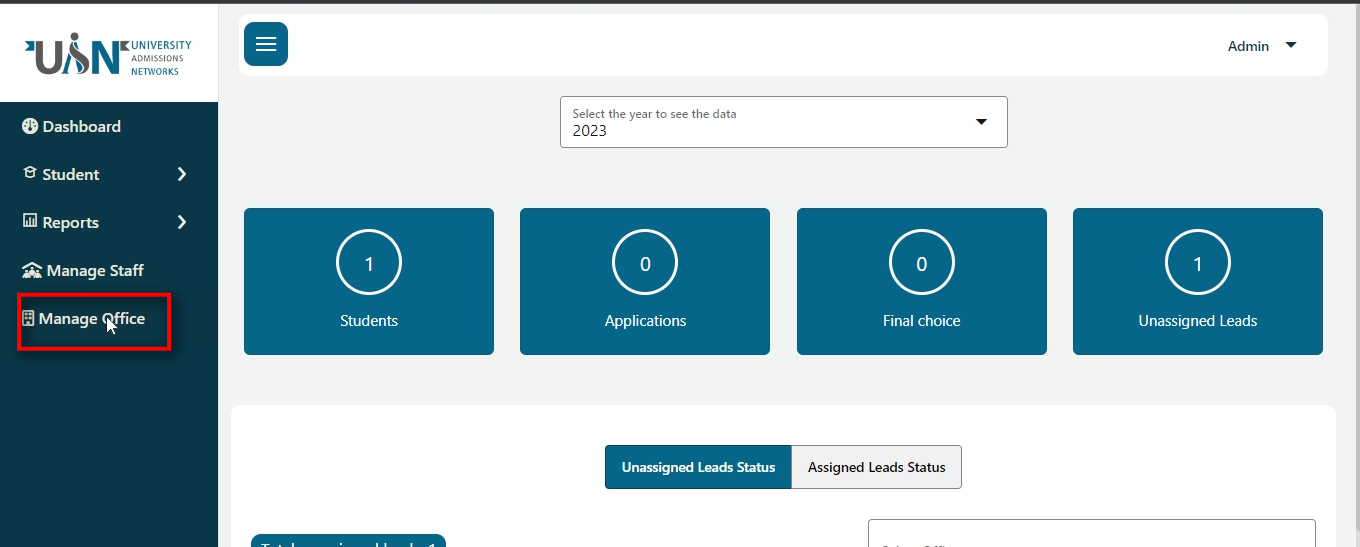 UAN UNIVERSITY
ADMISSIONS
NETWORKS
Dashboard
Student
Reports
Manage Staff
Manage Office
Admin
Select the year to see the data
2023
1
Students
0
Applications
0
Final choice
1
Unassigned Leads
Unassigned Leads Status
Assigned Leads Status